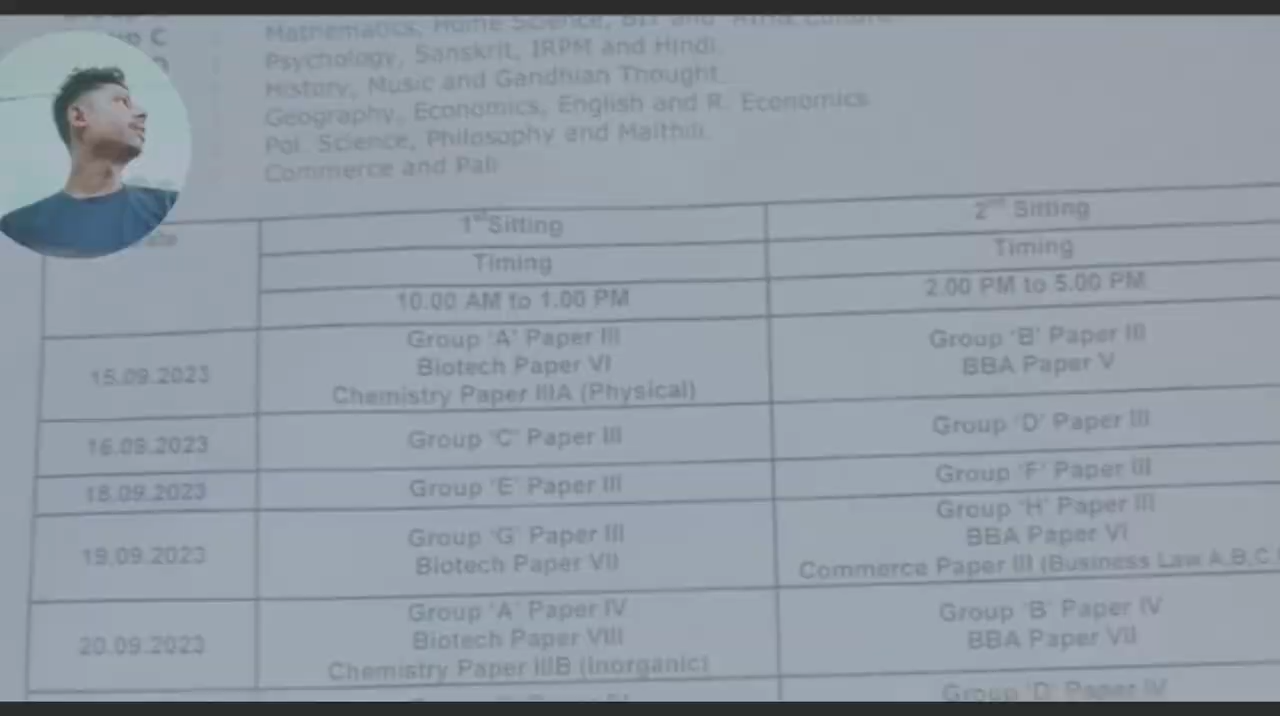 up C
Mathematics, Home Science, BIT and
Psychology, Sanskrit, IRPM and Hindi
History, Music and Gandhian Thought
Geography, Economics, English and R. Economics
Pol. Science, Philosophy and Maithili
Commerce and Pali
1st Sitting
2nd Sitting
Timing
Timing
10.00 AM to 1.00 PM
2.00 PM to 5.00 PM
15.09.2023
Group 'A' Paper III
Biotech Paper VI
Chemistry Paper IIIA (Physical)
Group 'B' Paper III
BBA Paper V
16.09.2023
Group 'C' Paper III
Group 'D' Paper III
18.09.2023
Group 'E' Paper III
Group 'F' Paper III
19.09.2023
Group 'G' Paper III
Biotech Paper VII
Group 'H' Paper III
BBA Paper VI
Commerce Paper III (Business Law A,B,C
20.09.2023
Group 'A' Paper IV
Biotech Paper VIII
Chemistry Paper IIIB (Inorganic)
Group 'B' Paper IV
BBA Paper VII
Group 'D' Paper IV